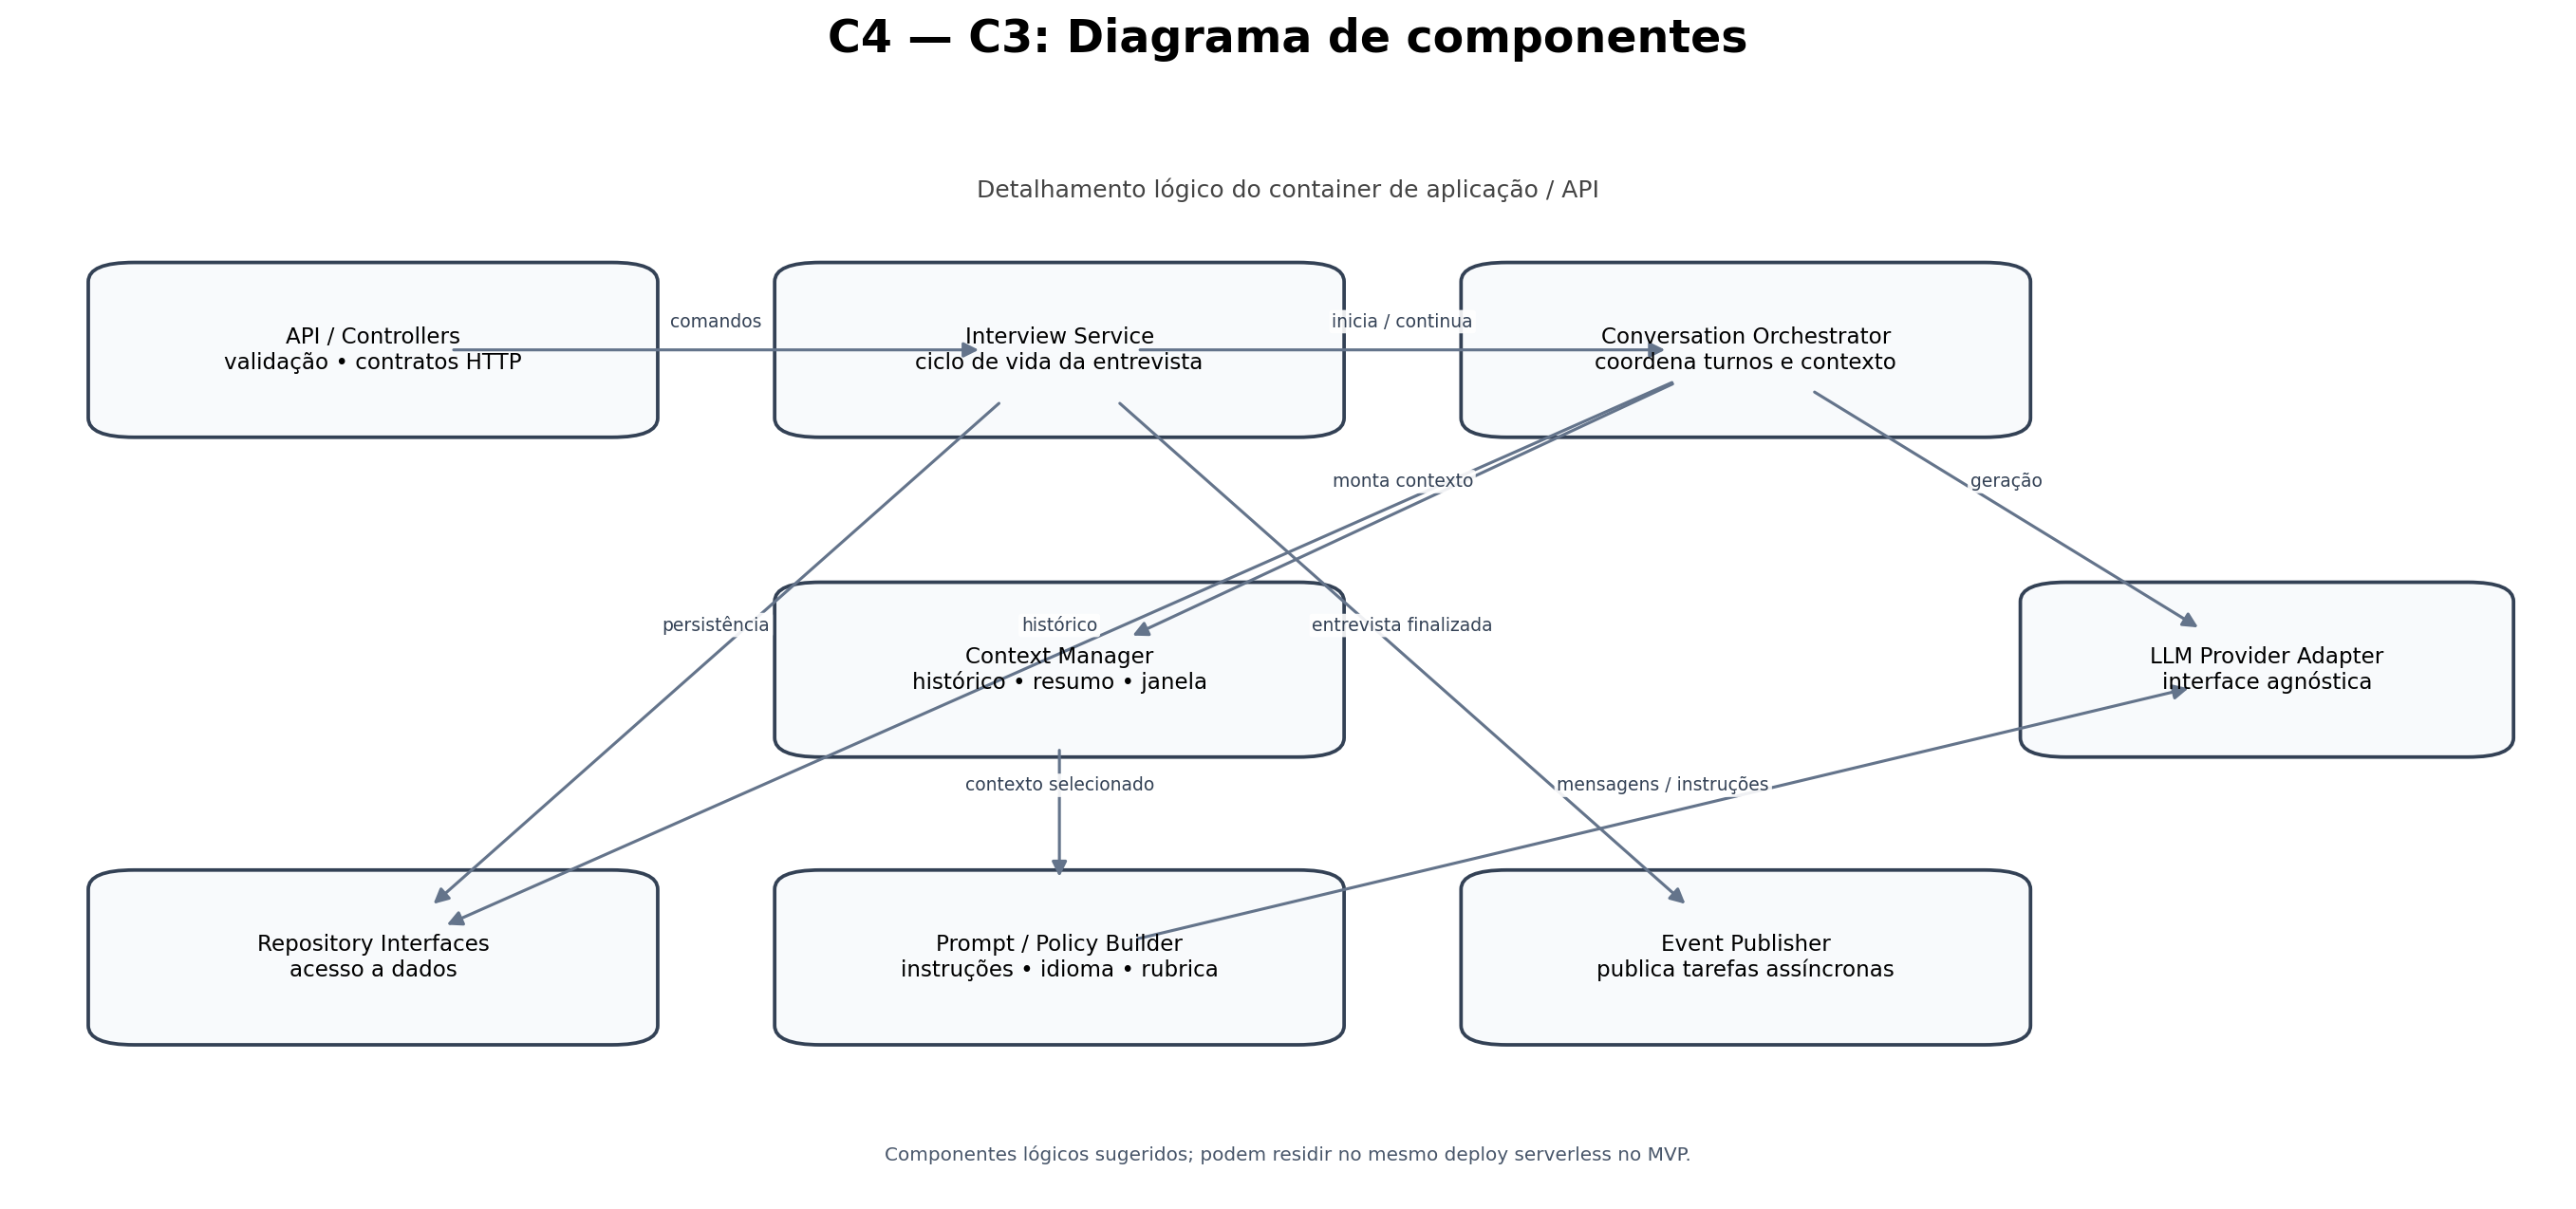 C4 — C3: Diagrama de componentes
Detalhamento lógico do container de aplicação / API
API / Controllers
validação • contratos HTTP
comandos
Interview Service
ciclo de vida da entrevista
inicia / continua
Conversation Orchestrator
coordena turnos e contexto
monta contexto
geração
persistência
histórico
entrevista finalizada
Context Manager
histórico • resumo • janela
LLM Provider Adapter
interface agnóstica
contexto selecionado
mensagens / instruções
Repository Interfaces
acesso a dados
Prompt / Policy Builder
instruções • idioma • rubrica
Event Publisher
publica tarefas assíncronas
Componentes lógicos sugeridos; podem residir no mesmo deploy serverless no MVP.